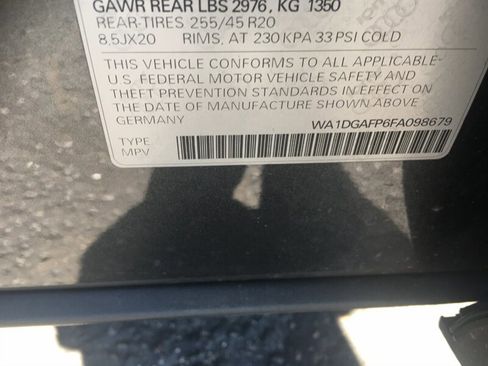 GAWR REAR LBS 2976, KG 1350
REAR-TIRES 255/45 R20
8,5JX20 RIMS, AT 230 KPA 33 PSI COLD
THIS VEHICLE CONFORMS TO ALL APPLICABLE
U.S. FEDERAL MOTOR VEHICLE SAFETY AND
THEFT PREVENTION STANDARDS IN EFFECT ON
THE DATE OF MANUFACTURE SHOWN ABOVE
GERMANY
WA1DGAFP6FA098679
TYPE
MPV